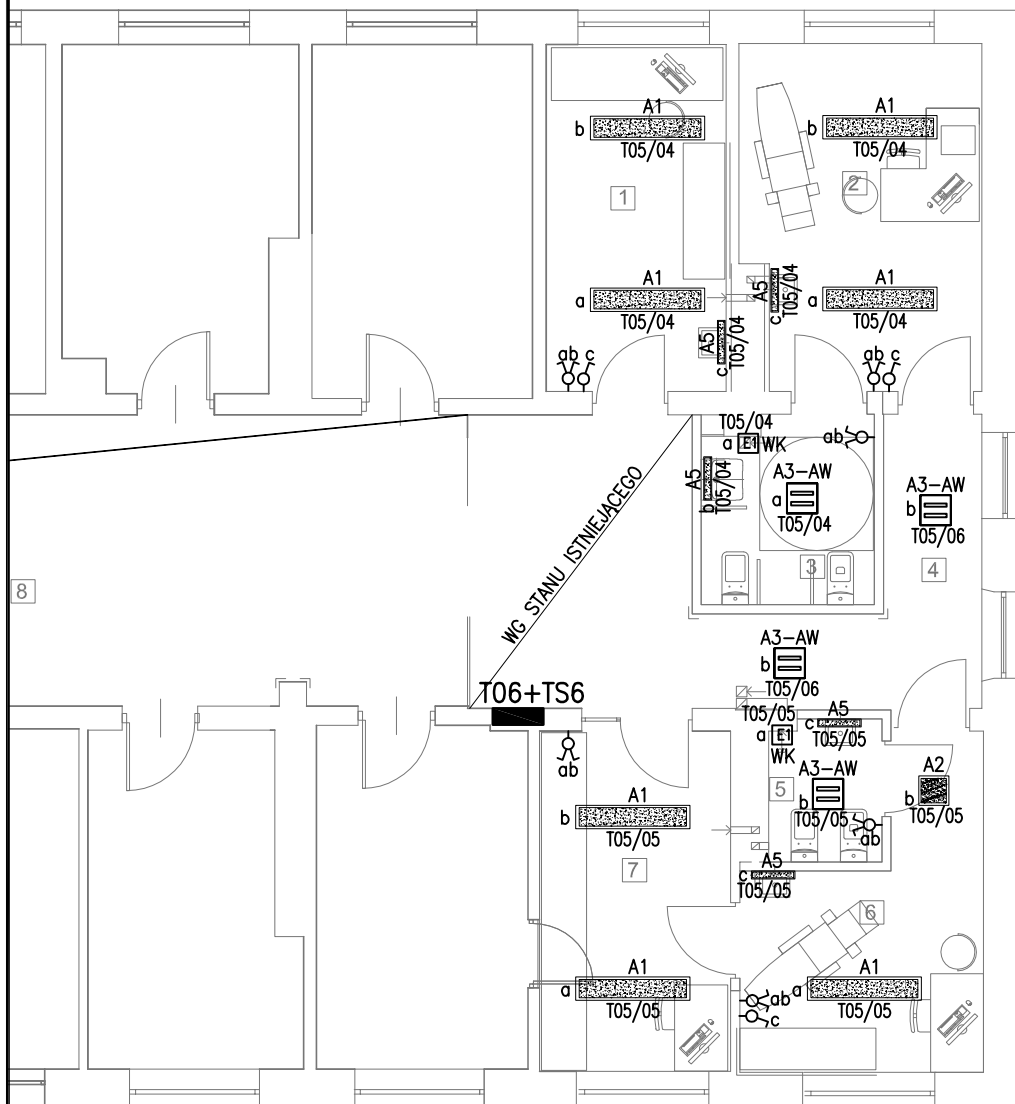 A1
b
T05/04
1
a
A1
T05/04
A5
T05/04
c
ab c
A1
b
T05/04
2
A5
T05/04
c
A1
a
T05/04
ab c
T05/04
a E1 WK
ab
A5
b T05/04
A3-AW
a
T05/04
3
A3-AW
b
T05/06
4
8
WG STANU ISTNIEJĄCEGO
A3-AW
b
T05/06
T06+TS6
ab
T05/05
a E1
WK
A5
c
T05/05
5
A3-AW
b
T05/05
ab
A2
b
T05/05
A1
b
T05/05
7
A5
c
T05/05
6
A1
a
T05/05
A1
a
T05/05
ab
c